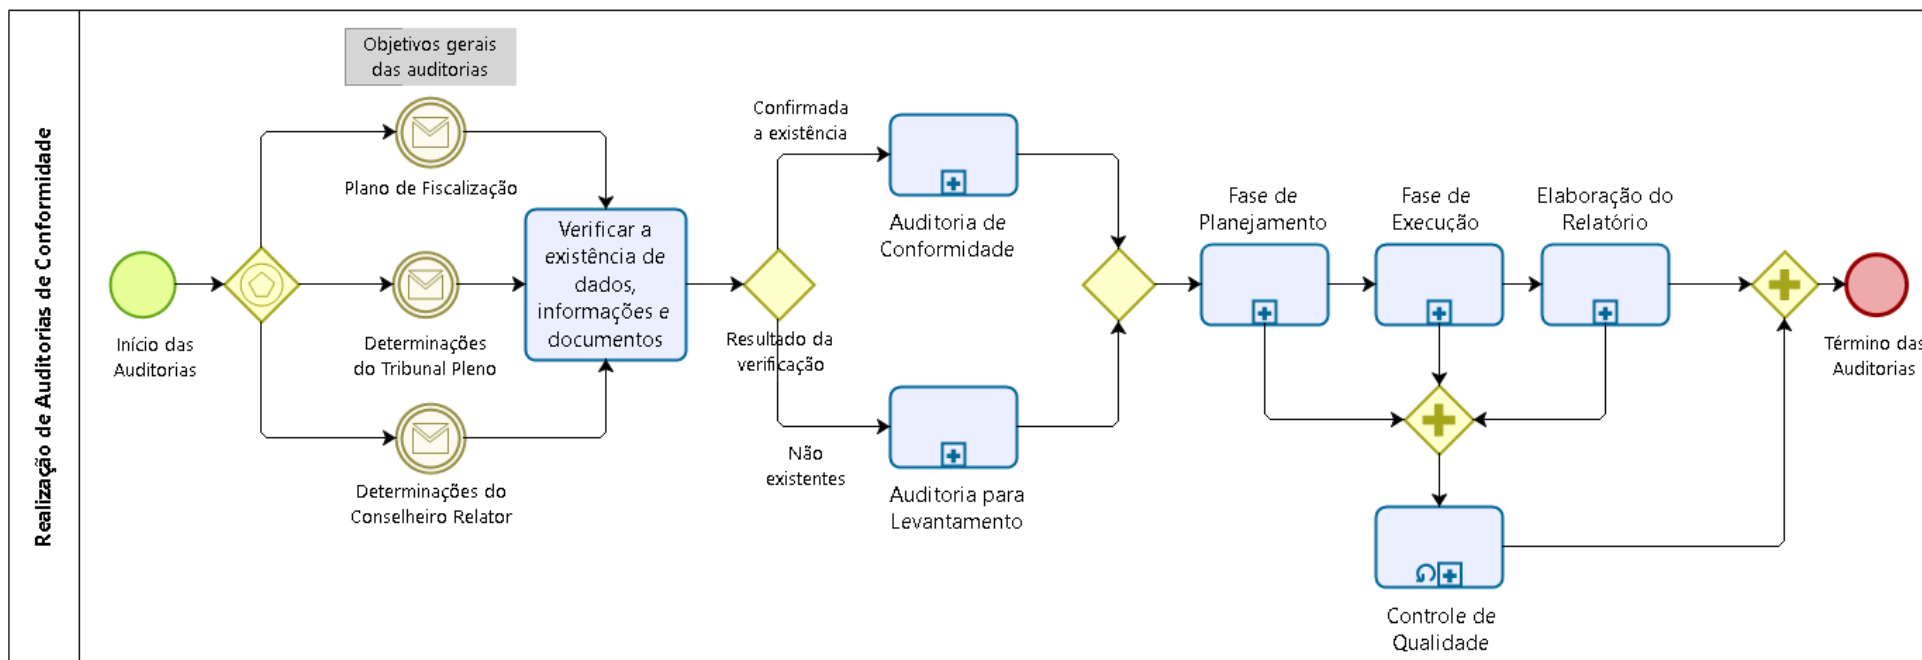 Realização de Auditorias de Conformidade
Início das
Auditorias
Objetivos gerais
das auditorias
Plano de Fiscalização
Determinações
do Tribunal Pleno
Determinações do
Conselheiro Relator
Verificar a
existência de
dados,
informações e
documentos
Resultado da
verificação
Confirmada
a existência
Não
existentes
Auditoria de
Conformidade
Auditoria para
Levantamento
Fase de
Planejamento
Fase de
Execução
Elaboração do
Relatório
Controle de
Qualidade
Término das
Auditorias